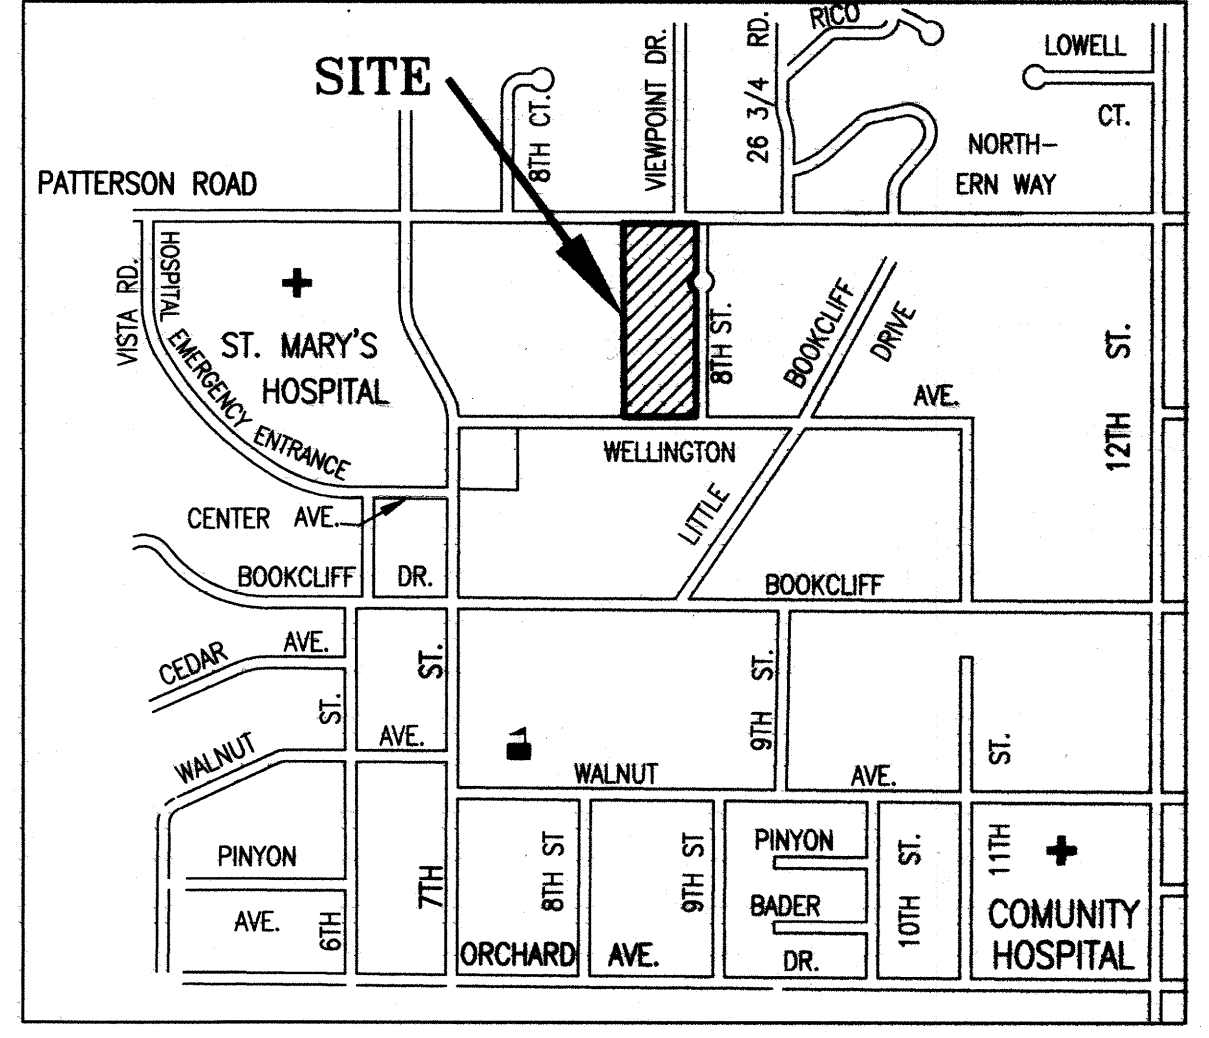 RICO
LOWELL
CT.
SITE
8TH CT.
VIEWPOINT DR.
26 3/4 RD.
NORTH-
ERN WAY
PATTERSON ROAD
VISTA RD.
HOSPITAL EMERGENCY ENTRANCE
ST. MARY'S
HOSPITAL
8TH ST.
BOOKCLIFF
DRIVE
AVE.
12TH ST.
WELLINGTON
LITTLE
CENTER AVE.
BOOKCLIFF DR.
BOOKCLIFF
CEDAR AVE.
ST.
ST.
9TH ST.
WALNUT AVE.
WALNUT AVE.
ST.
PINYON
AVE.
6TH
7TH
8TH ST
9TH ST
PINYON
BADER
DR.
10TH ST.
11TH
COMUNITY
HOSPITAL
ORCHARD AVE.